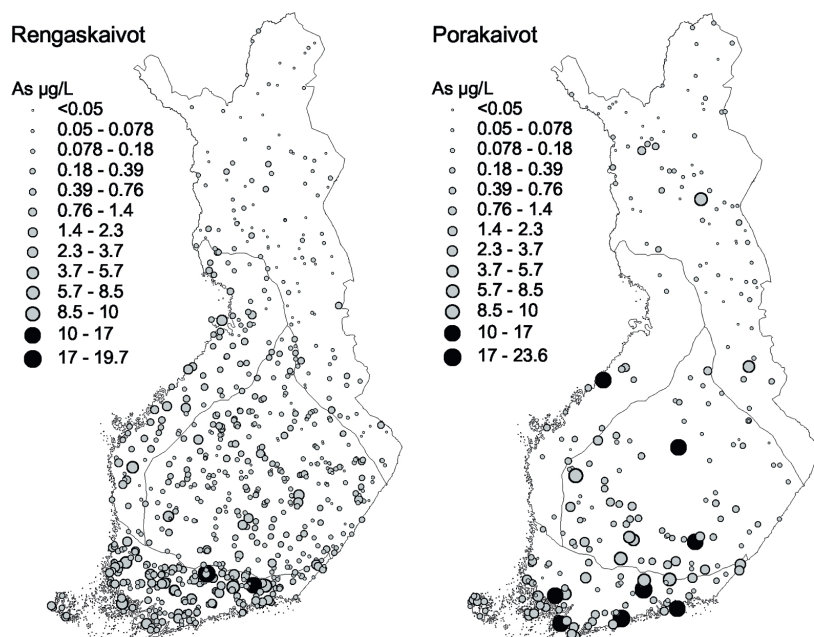 Rengaskaivot
As µg/L
<0.05
0.05 - 0.078
0.078 - 0.18
0.18 - 0.39
0.39 - 0.76
0.76 - 1.4
1.4 - 2.3
2.3 - 3.7
3.7 - 5.7
5.7 - 8.5
8.5 - 10
10 - 17
17 - 19.7
Porakaivot
As µg/L
<0.05
0.05 - 0.078
0.078 - 0.18
0.18 - 0.39
0.39 - 0.76
0.76 - 1.4
1.4 - 2.3
2.3 - 3.7
3.7 - 5.7
5.7 - 8.5
8.5 - 10
10 - 17
17 - 23.6